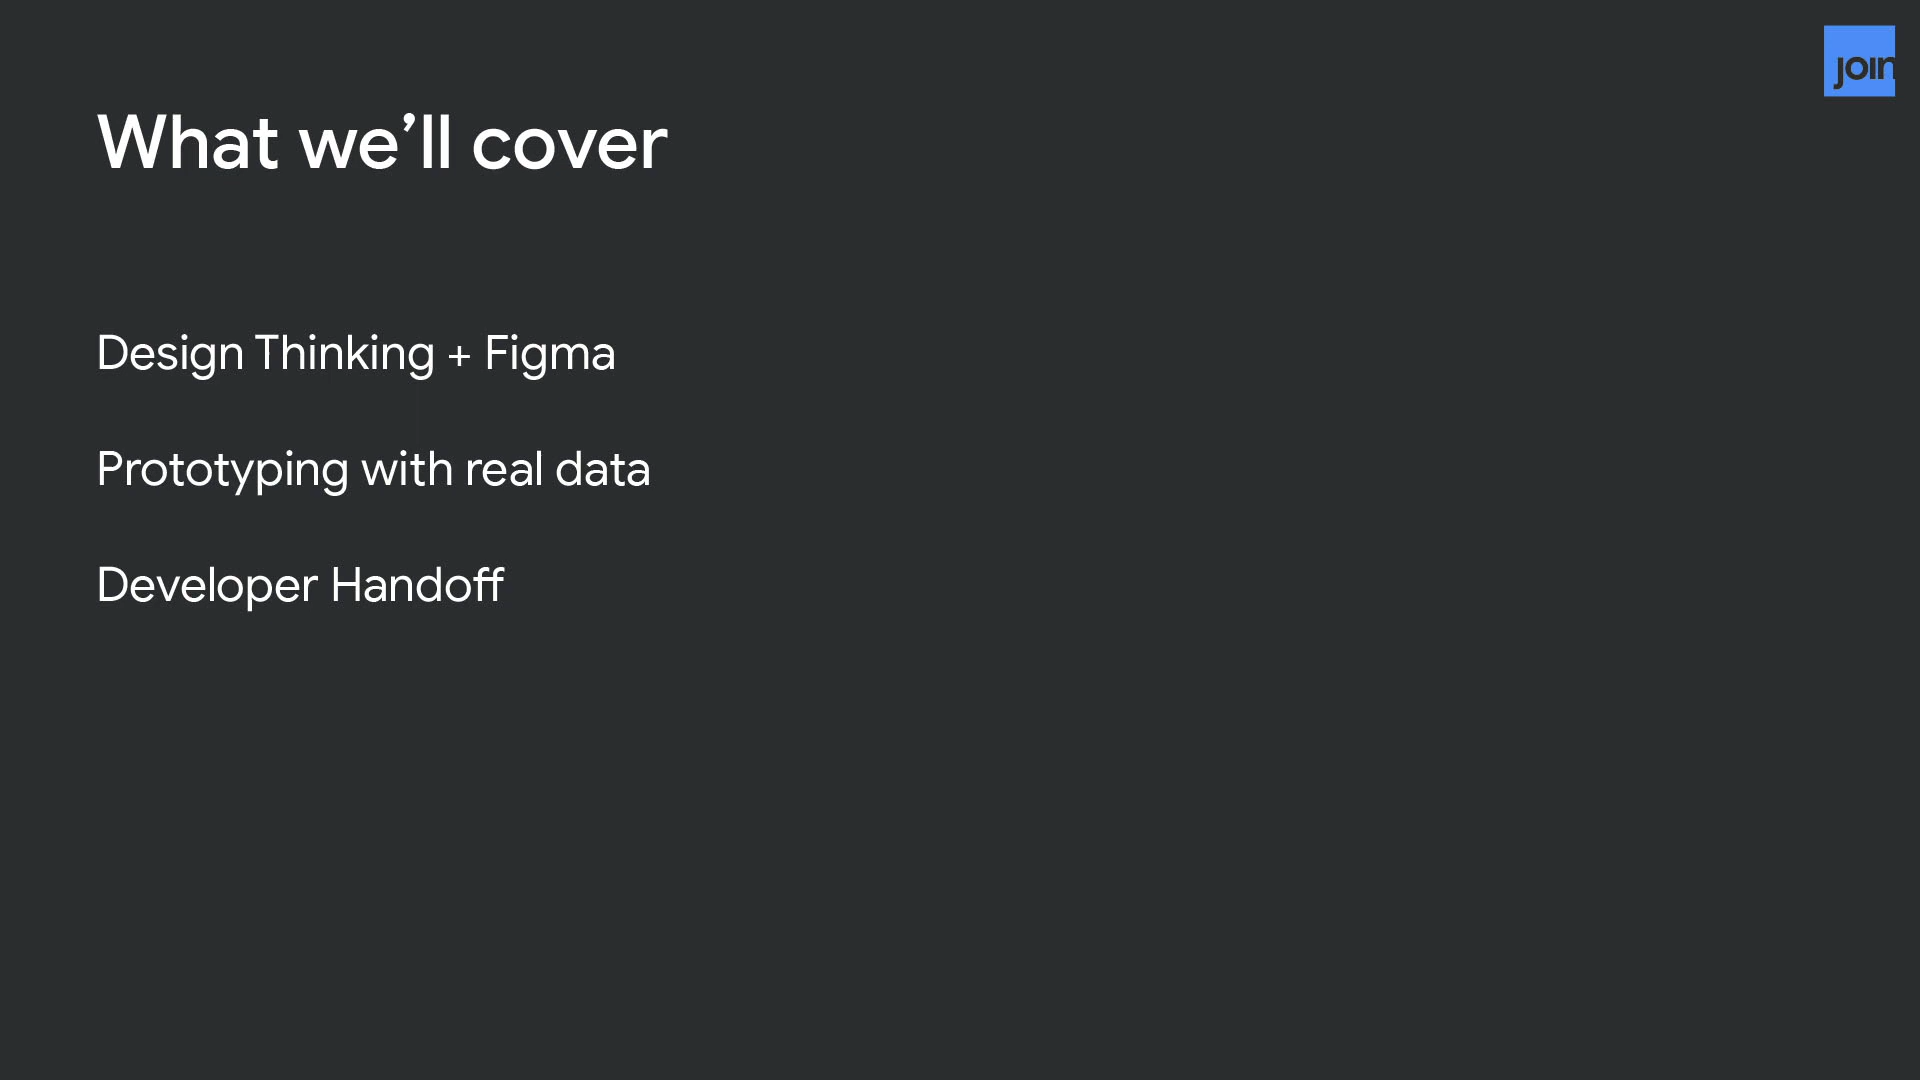 join
What we’ll cover
Design Thinking + Figma
Prototyping with real data
Developer Handoff